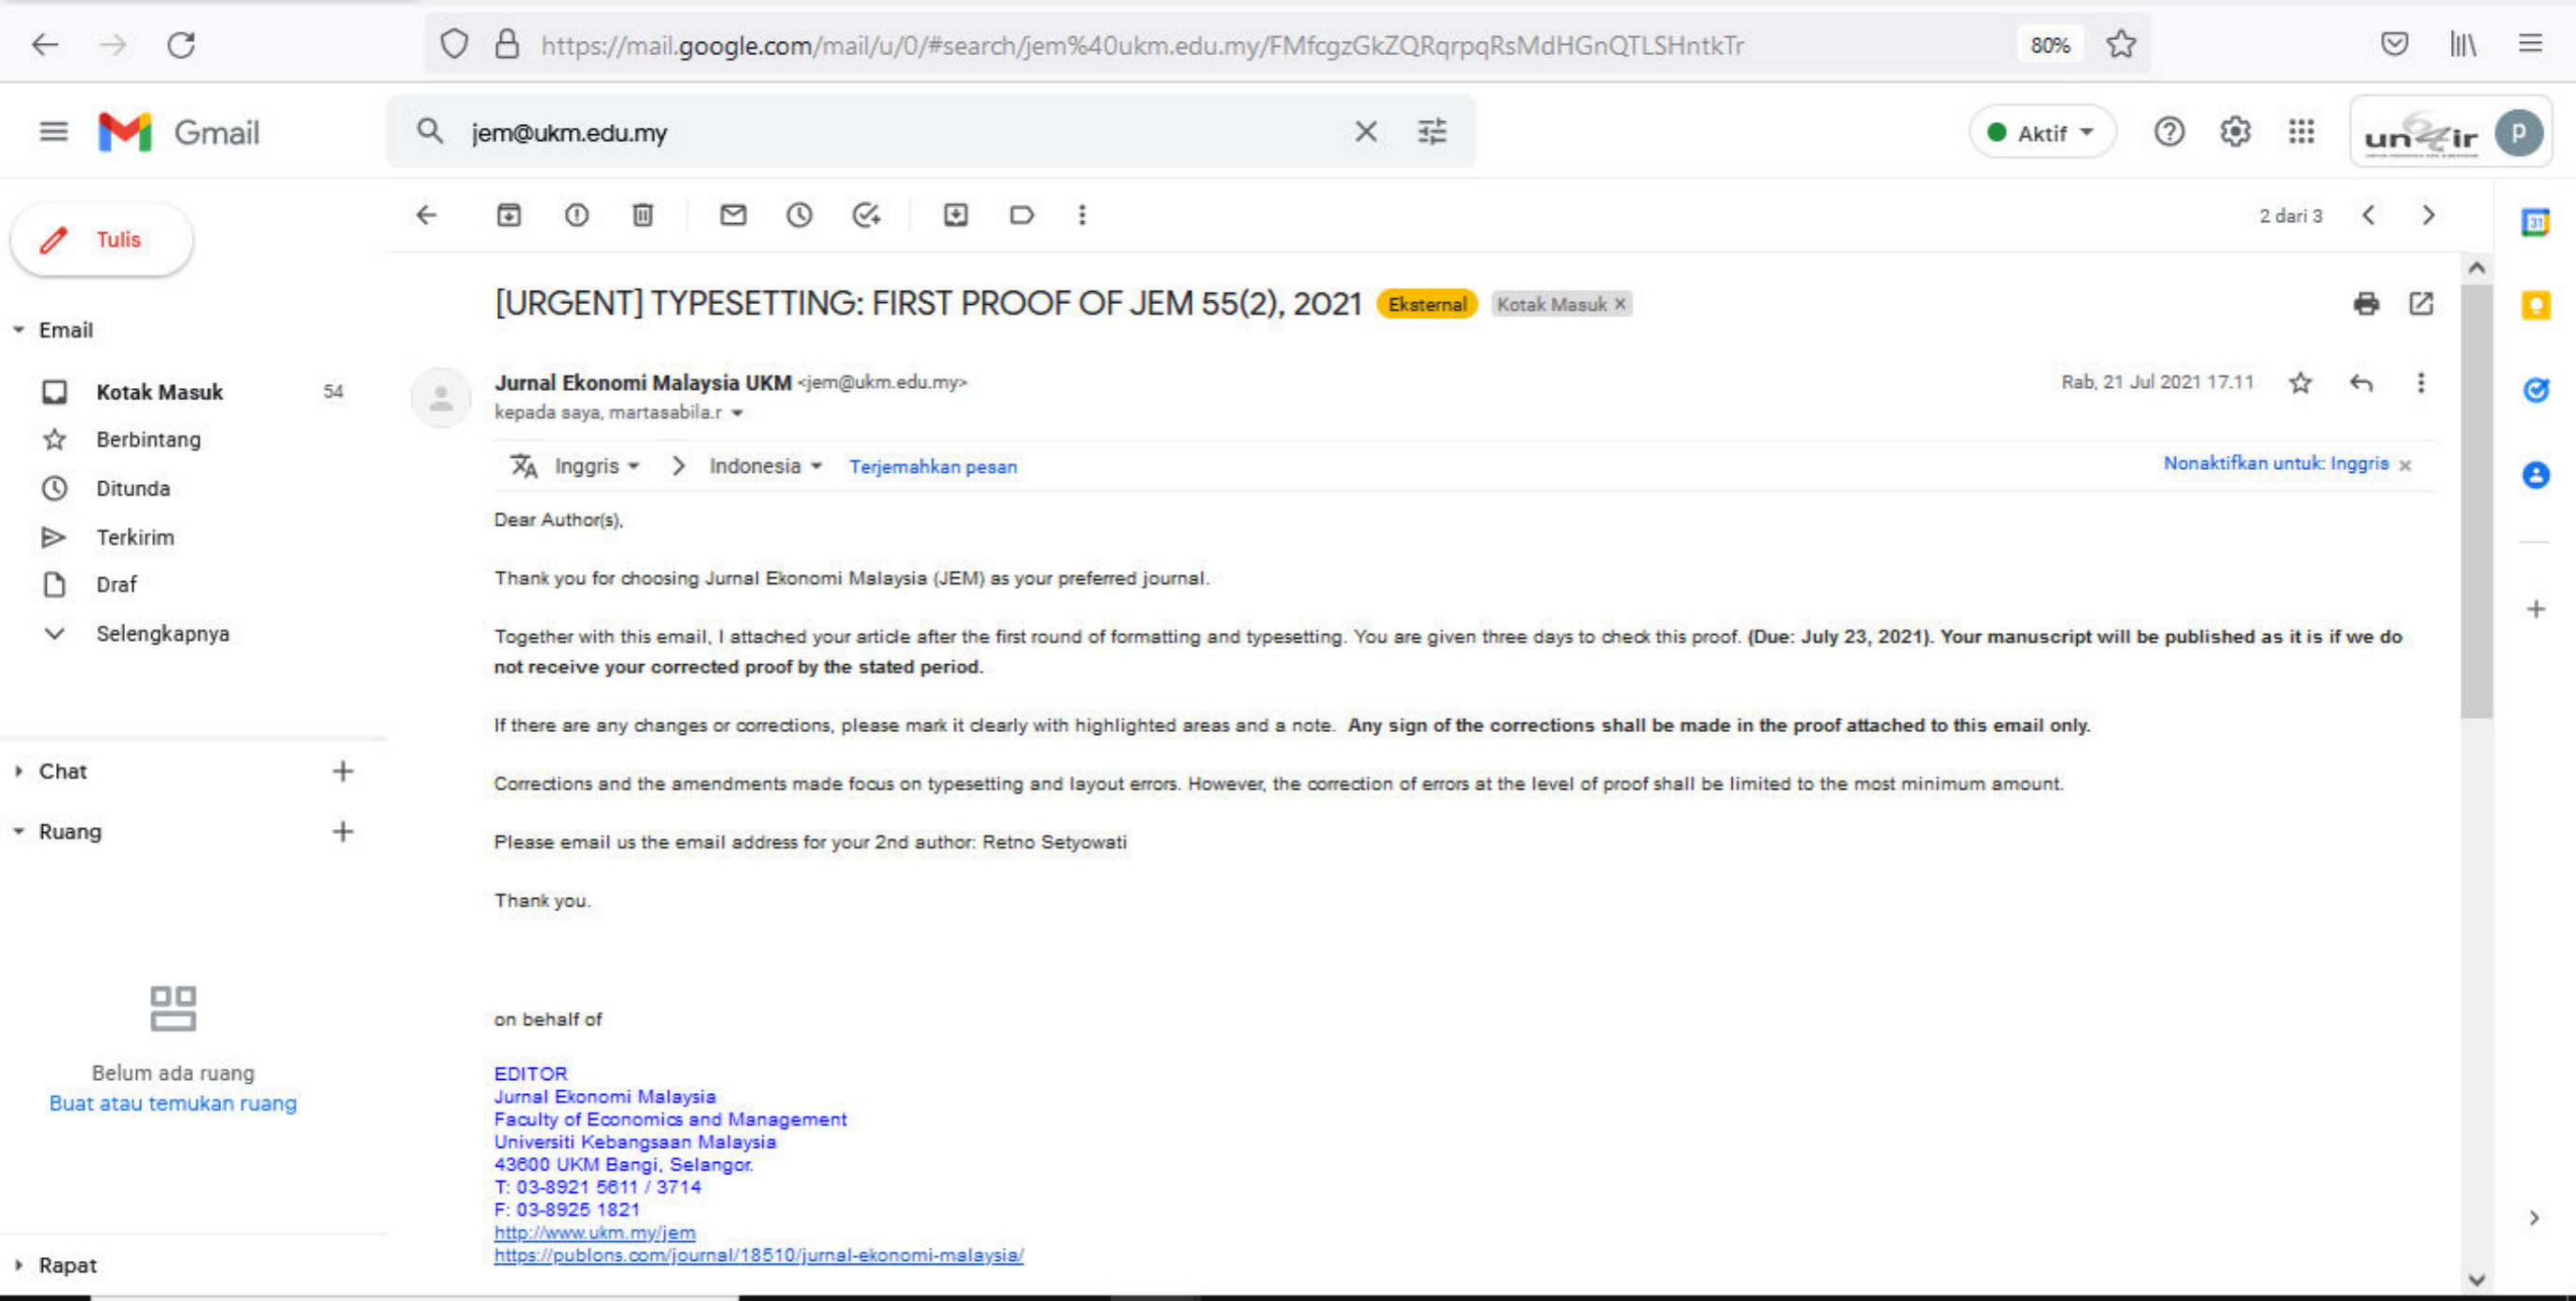 https://mail.google.com/mail/u/0/#search/jem%40ukm.edu.my/FMfcgzGkZQRqrpqRsMdHGnQTLSHntkTr
80%
Gmail
jem@ukm.edu.my
Aktif
unair
P
Tulis
2 dari 3
31
[URGENT] TYPESETTING: FIRST PROOF OF JEM 55(2), 2021 Eksternal Kotak Masuk ×
Email
Jurnal Ekonomi Malaysia UKM <jem@ukm.edu.my>
Rab, 21 Jul 2021 17.11
kepada saya, martasabila.r
Kotak Masuk 54
Berbintang
Ditunda
Terkirim
Draf
Selengkapnya
Inggris > Indonesia Terjemahkan pesan
Nonaktifkan untuk: Inggris ×
Dear Author(s),
Thank you for choosing Jurnal Ekonomi Malaysia (JEM) as your preferred journal.
Together with this email, I attached your article after the first round of formatting and typesetting. You are given three days to check this proof. (Due: July 23, 2021). Your manuscript will be published as it is if we do
not receive your corrected proof by the stated period.
If there are any changes or corrections, please mark it clearly with highlighted areas and a note. Any sign of the corrections shall be made in the proof attached to this email only.
Corrections and the amendments made focus on typesetting and layout errors. However, the correction of errors at the level of proof shall be limited to the most minimum amount.
Please email us the email address for your 2nd author: Retno Setyowati
Thank you.
on behalf of
EDITOR
Jurnal Ekonomi Malaysia
Faculty of Economics and Management
Universiti Kebangsaan Malaysia
43600 UKM Bangi, Selangor.
T: 03-8921 5611 / 3714
F: 03-8925 1821
http://www.ukm.my/jem
https://publons.com/journal/18510/jurnal-ekonomi-malaysia/
Chat
Ruang
Belum ada ruang
Buat atau temukan ruang
Rapat